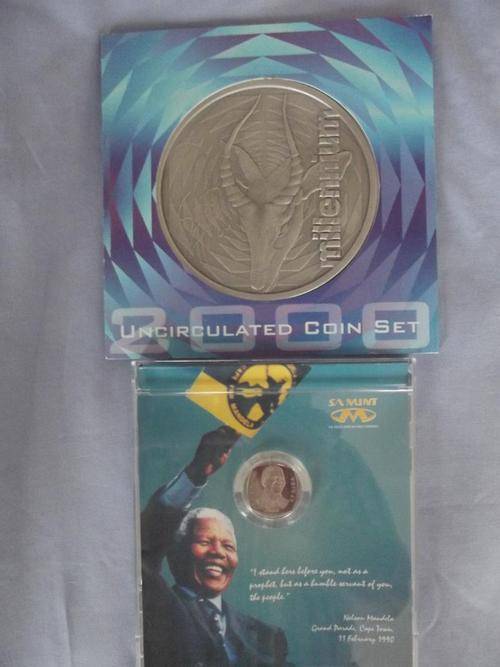 millennium
2000
UNCIRCULATED COIN SET
MANDELA
SA MINT
"I stand here before you, not as a
prophet, but as a humble servant of you,
the people."
Nelson Mandela
Grand Parade, Cape Town,
11 February 1990